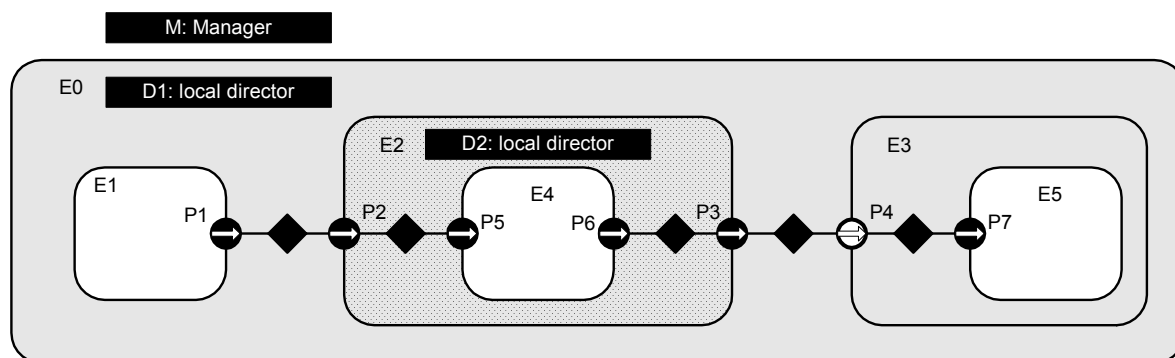 M: Manager
E0
D1: local director
E2
D2: local director
E3
E1
E4
E5
P1
P2
P5
P6
P3
P4
P7